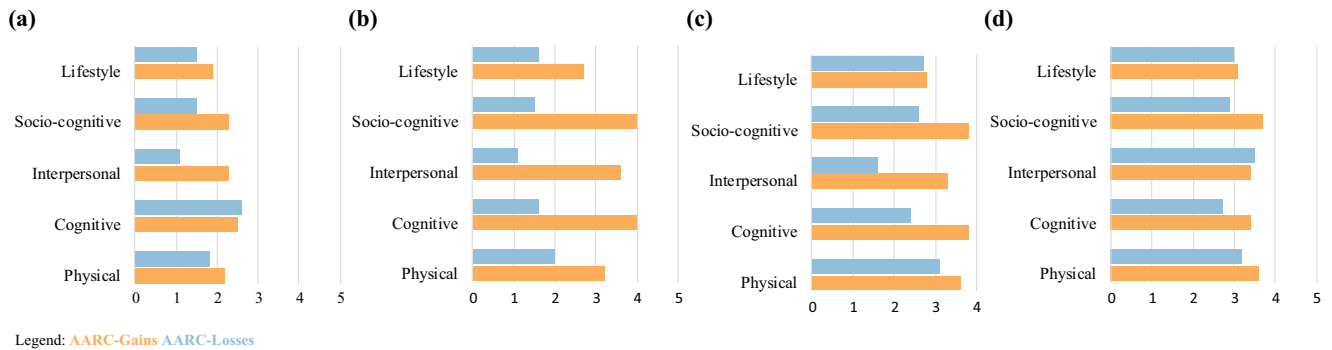 (a)
Lifestyle
Socio-cognitive
Interpersonal
Cognitive
Physical
0 1 2 3 4 5
(b)
Lifestyle
Socio-cognitive
Interpersonal
Cognitive
Physical
0 1 2 3 4 5
(c)
Lifestyle
Socio-cognitive
Interpersonal
Cognitive
Physical
0 1 2 3 4
(d)
Lifestyle
Socio-cognitive
Interpersonal
Cognitive
Physical
0 1 2 3 4 5
Legend: AARC-Gains AARC-Losses